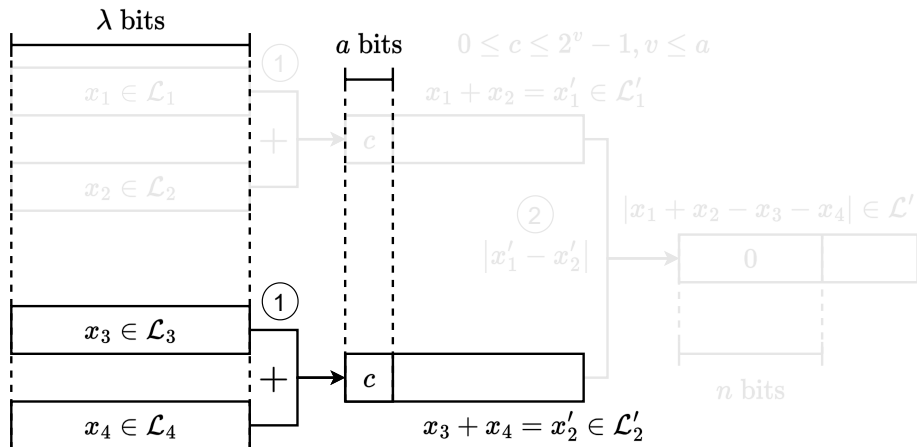 λ bits
a bits
0 ≤ c ≤ 2^v − 1, v ≤ a
1
x₁ ∈ 𝓛₁
x₁ + x₂ = x′₁ ∈ 𝓛′₁
+
c
x₂ ∈ 𝓛₂
2
|x₁ + x₂ − x₃ − x₄| ∈ 𝓛′
|x′₁ − x′₂|
0
1
x₃ ∈ 𝓛₃
+
c
n bits
x₄ ∈ 𝓛₄
x₃ + x₄ = x′₂ ∈ 𝓛′₂